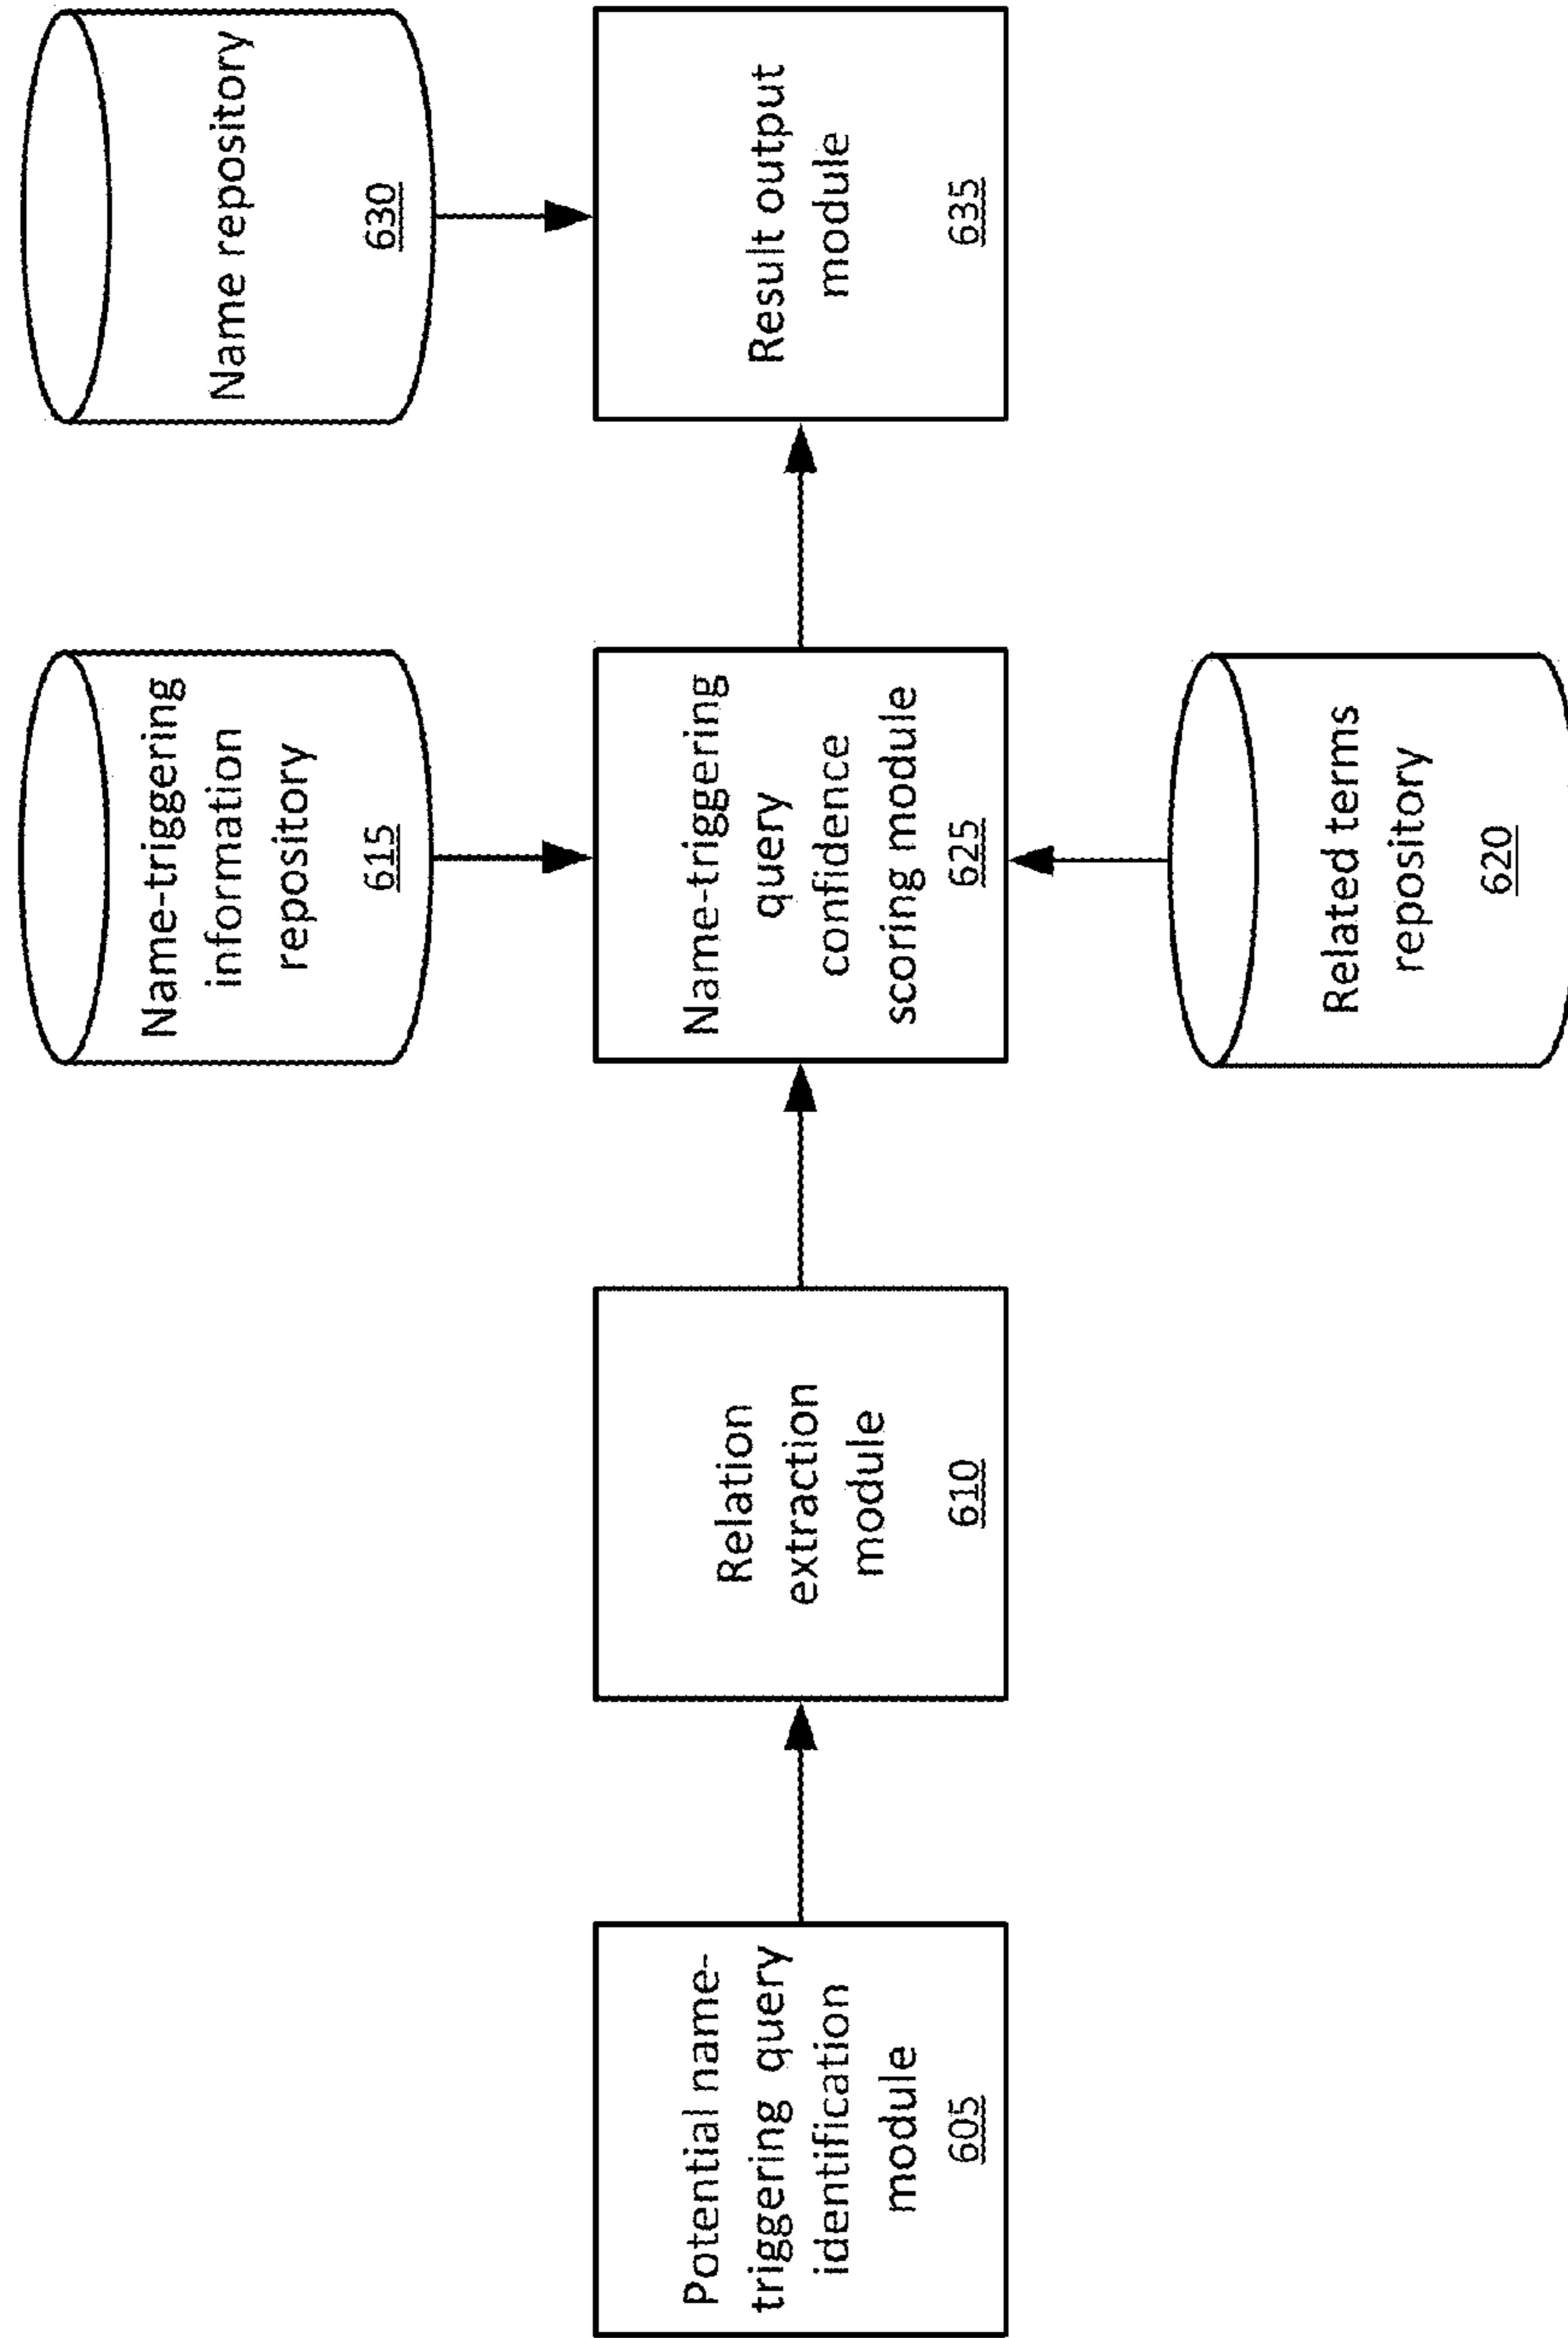 Name-triggering
information
repository
615
Name repository
630
Potential name-
triggering query
identification
module
605
Relation
extraction
module
610
Name-triggering
query
confidence
scoring module
625
Result output
module
635
Related terms
repository
620